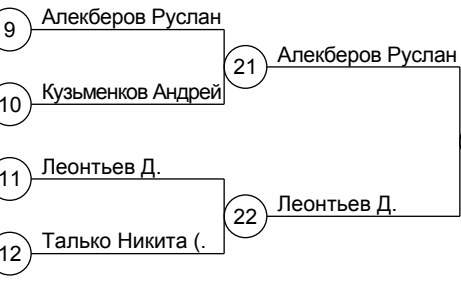 9 Алекберов Руслан
21 Алекберов Руслан
10 Кузьменков Андрей
11 Леонтьев Д.
22 Леонтьев Д.
12 Талько Никита (.